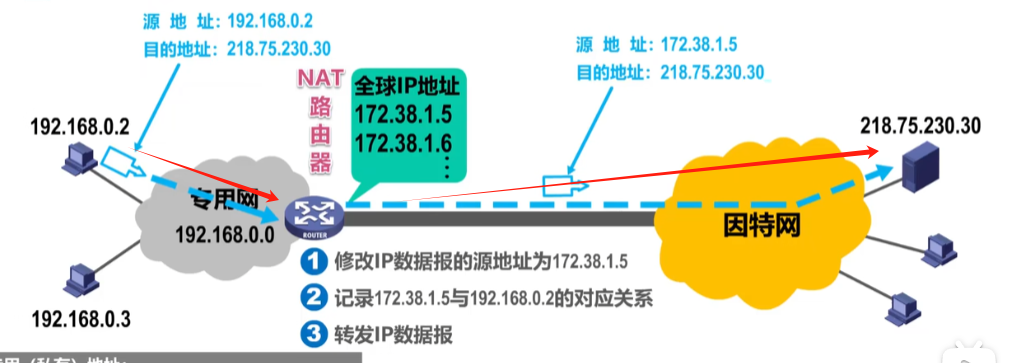 源 地 址：192.168.0.2
目的地址：218.75.230.30
源 地 址：172.38.1.5
目的地址：218.75.230.30
NAT
路
由
器
全球IP地址
172.38.1.5
172.38.1.6
⋮
192.168.0.2
218.75.230.30
专用网
192.168.0.0
ROUTER
因特网
1 修改IP数据报的源地址为172.38.1.5
2 记录172.38.1.5与192.168.0.2的对应关系
3 转发IP数据报
192.168.0.3
用（私有）地址：